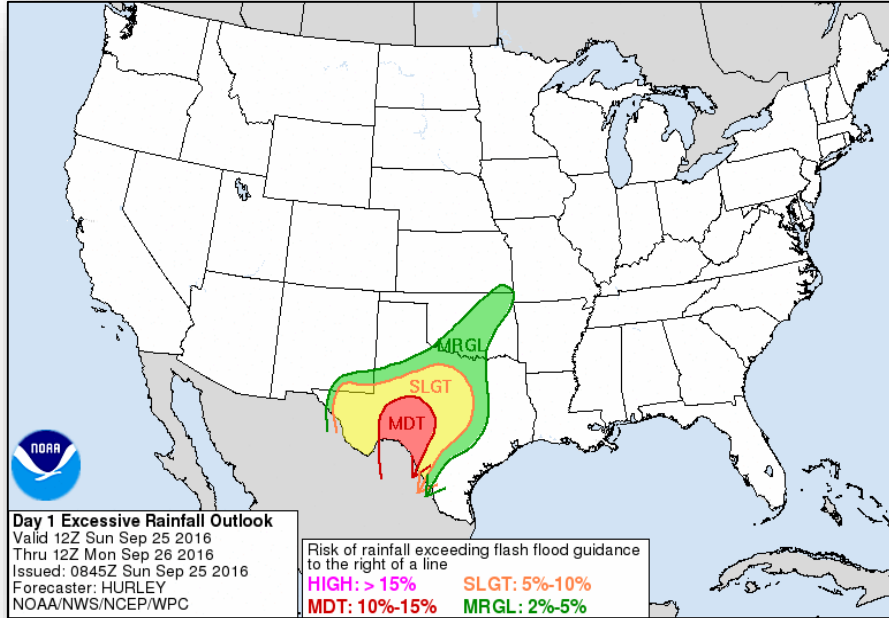 MRGL
SLGT
MDT
NOAA
Day 1 Excessive Rainfall Outlook
Valid 12Z Sun Sep 25 2016
Thru 12Z Mon Sep 26 2016
Issued: 0845Z Sun Sep 25 2016
Forecaster: HURLEY
NOAA/NWS/NCEP/WPC
Risk of rainfall exceeding flash flood guidance
to the right of a line
HIGH: > 15% SLGT: 5%-10%
MDT: 10%-15% MRGL: 2%-5%